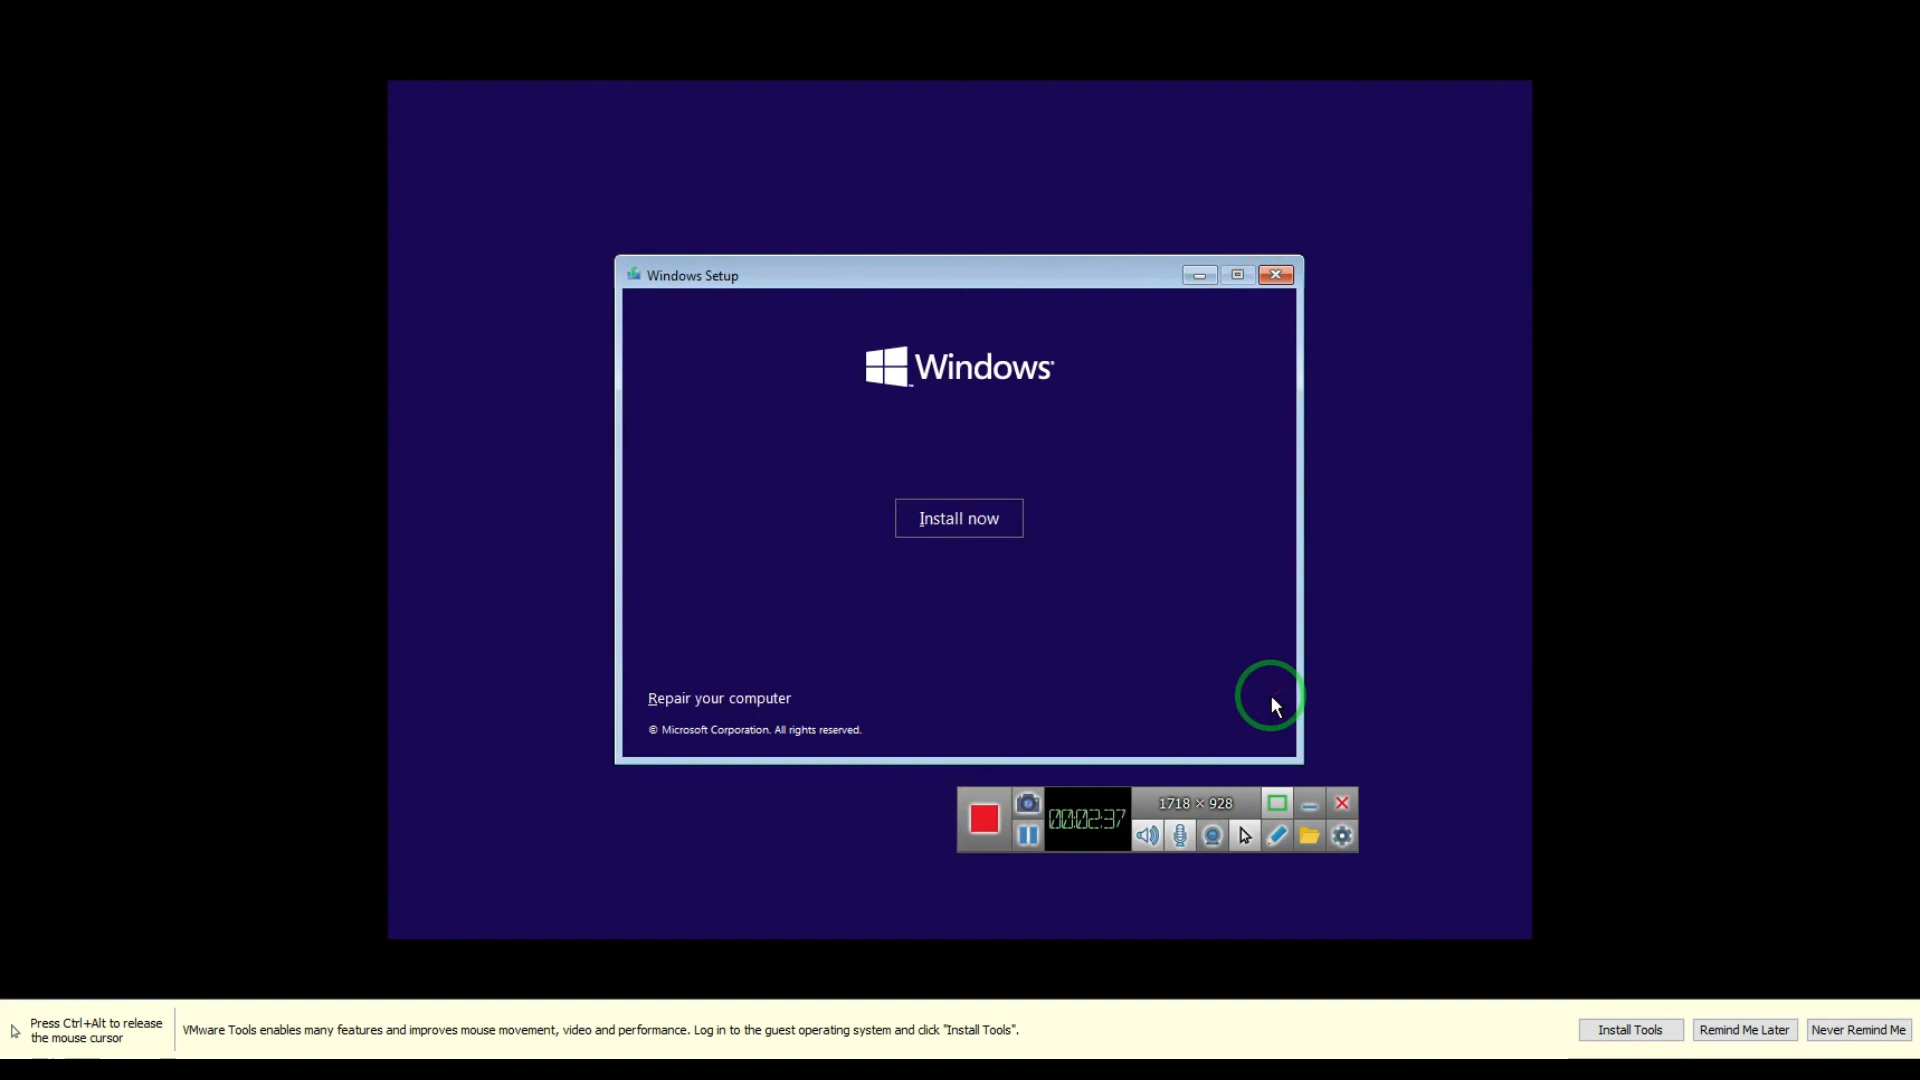 Windows Setup
Windows
Install now
Repair your computer
© Microsoft Corporation. All rights reserved.
1718 × 928
00:02:37
Press Ctrl+Alt to release
the mouse cursor
VMware Tools enables many features and improves mouse movement, video and performance. Log in to the guest operating system and click "Install Tools".
Install Tools
Remind Me Later
Never Remind Me